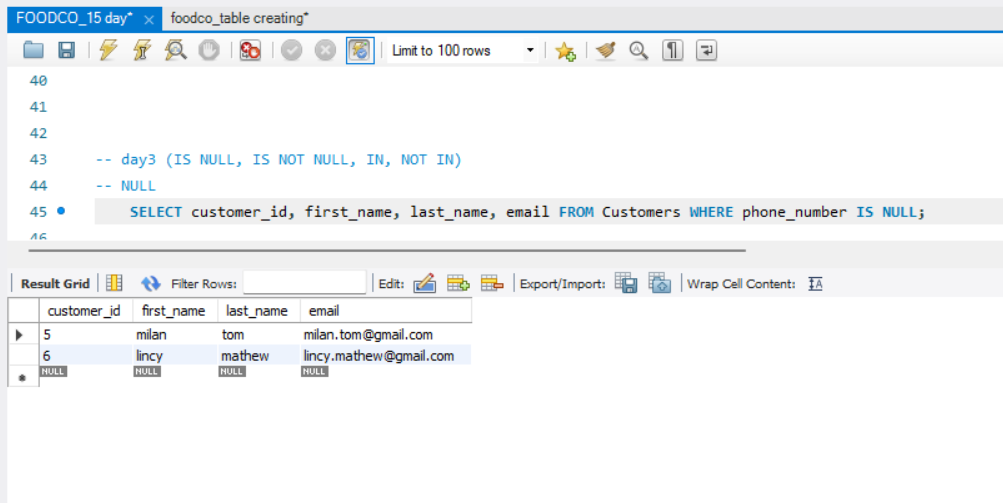 FOODCO_15 day* × foodco_table creating*
Limit to 100 rows
40
41
42
43 -- day3 (IS NULL, IS NOT NULL, IN, NOT IN)
44 -- NULL
45 SELECT customer_id, first_name, last_name, email FROM Customers WHERE phone_number IS NULL;
46
Result Grid Filter Rows: Edit: Export/Import: Wrap Cell Content: IA
customer_id first_name last_name email
5 milan tom milan.tom@gmail.com
6 lincy mathew lincy.mathew@gmail.com
NULL NULL NULL NULL